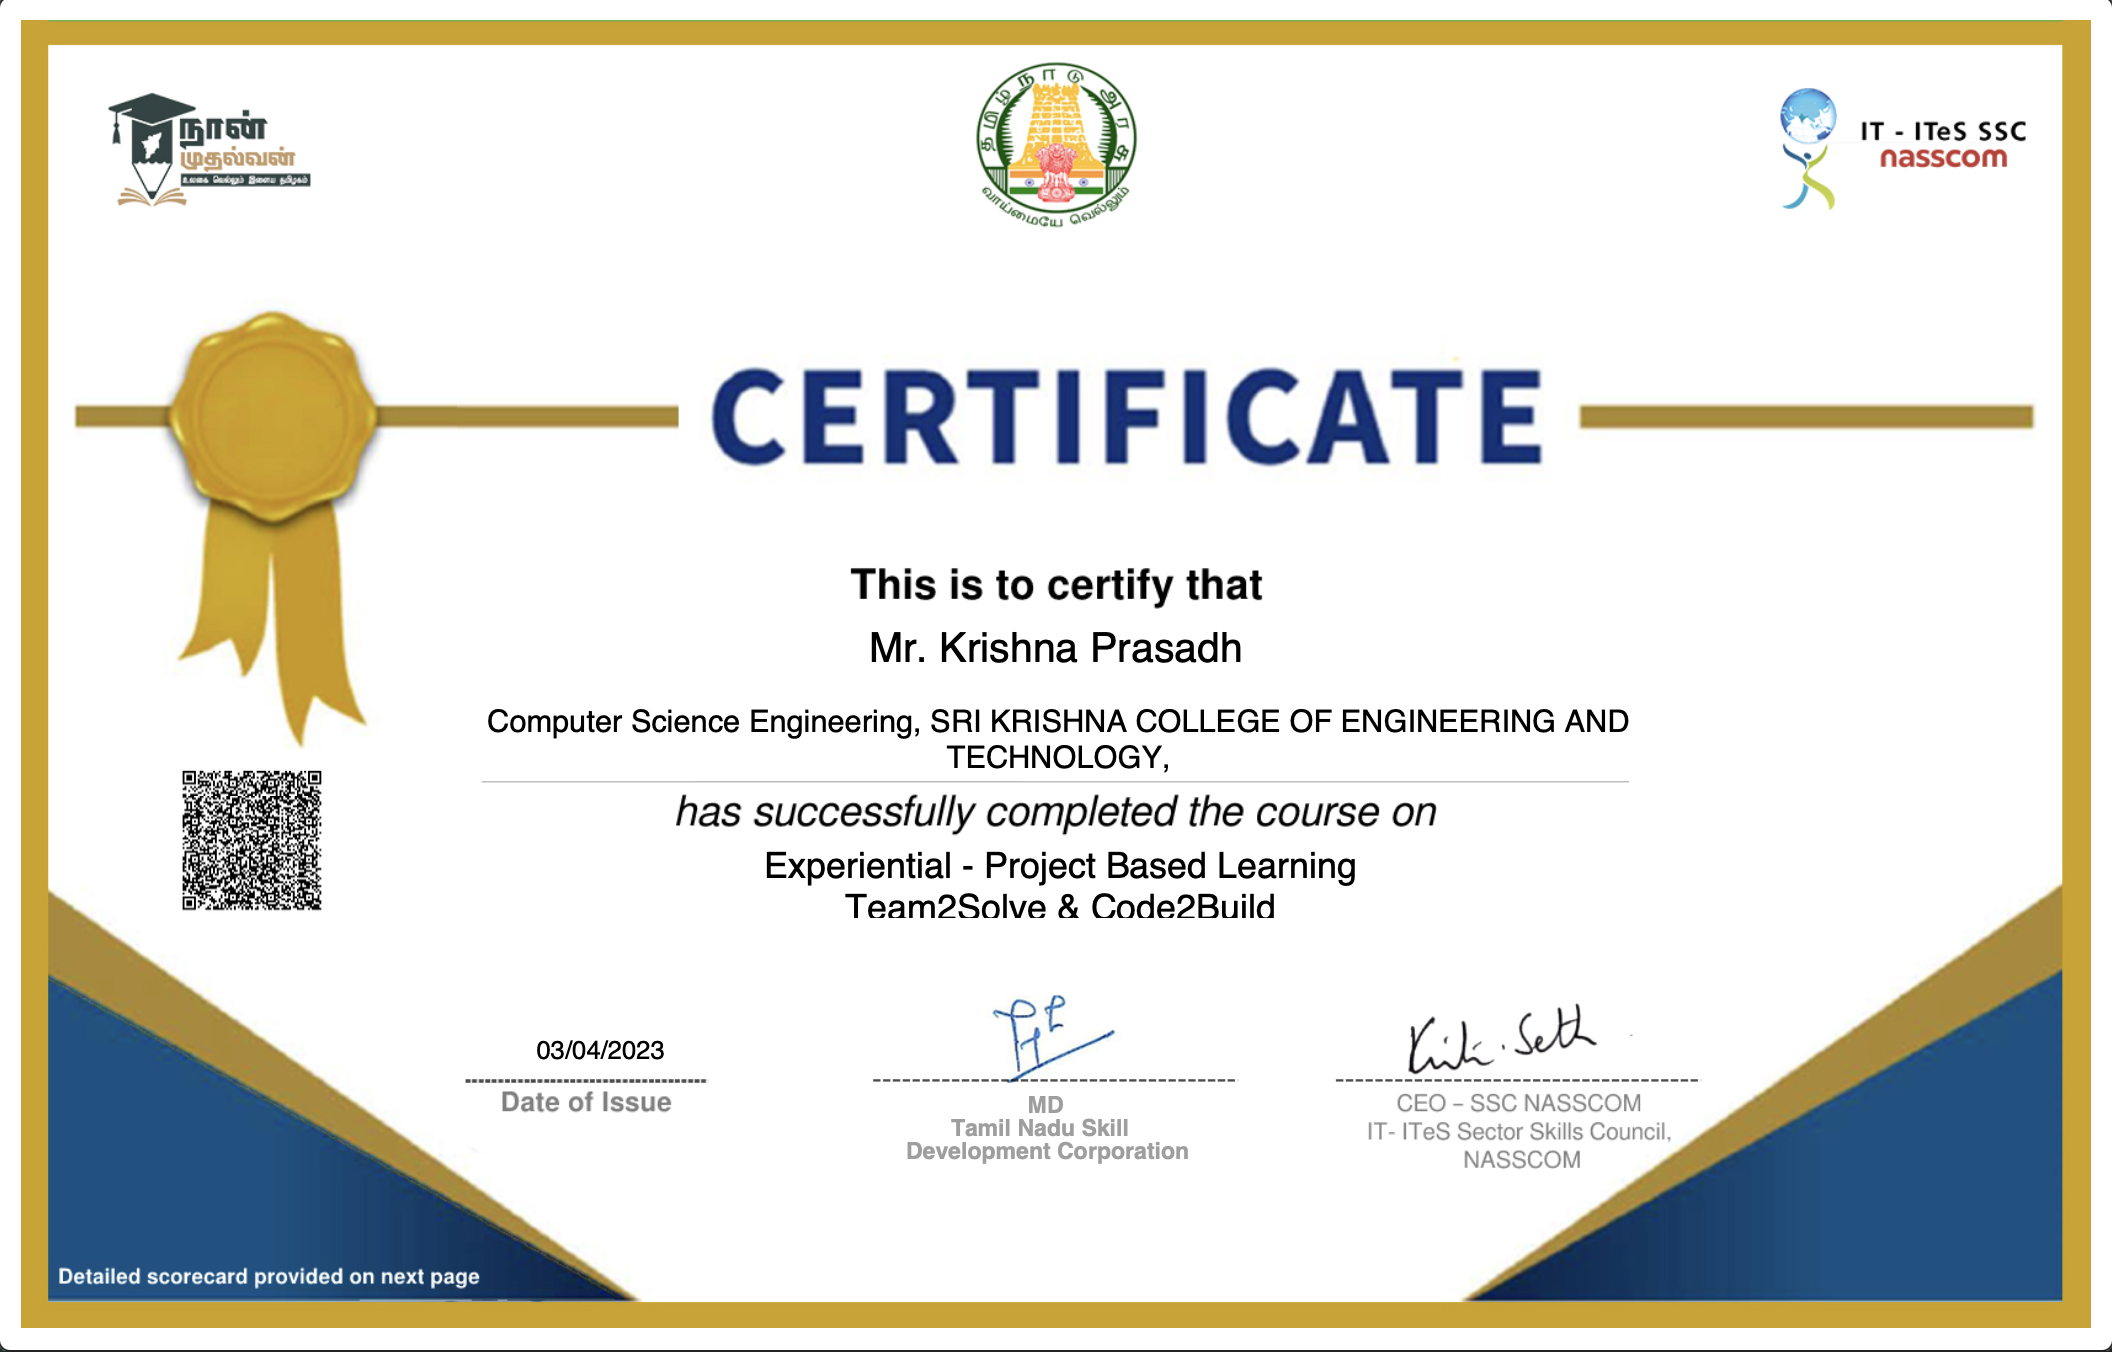 நான்
முதல்வன்
உலகை வெல்லும் இளைய தமிழகம்
தமிழ்நாடு அரசு
வாய்மையே வெல்லும்
IT - ITeS SSC
nasscom
CERTIFICATE
This is to certify that
Mr. Krishna Prasadh
Computer Science Engineering, SRI KRISHNA COLLEGE OF ENGINEERING AND
TECHNOLOGY,
has successfully completed the course on
Experiential - Project Based Learning
Team2Solve & Code2Build
03/04/2023
Date of Issue
MD
Tamil Nadu Skill
Development Corporation
Seth
CEO – SSC NASSCOM
IT- ITeS Sector Skills Council,
NASSCOM
Detailed scorecard provided on next page